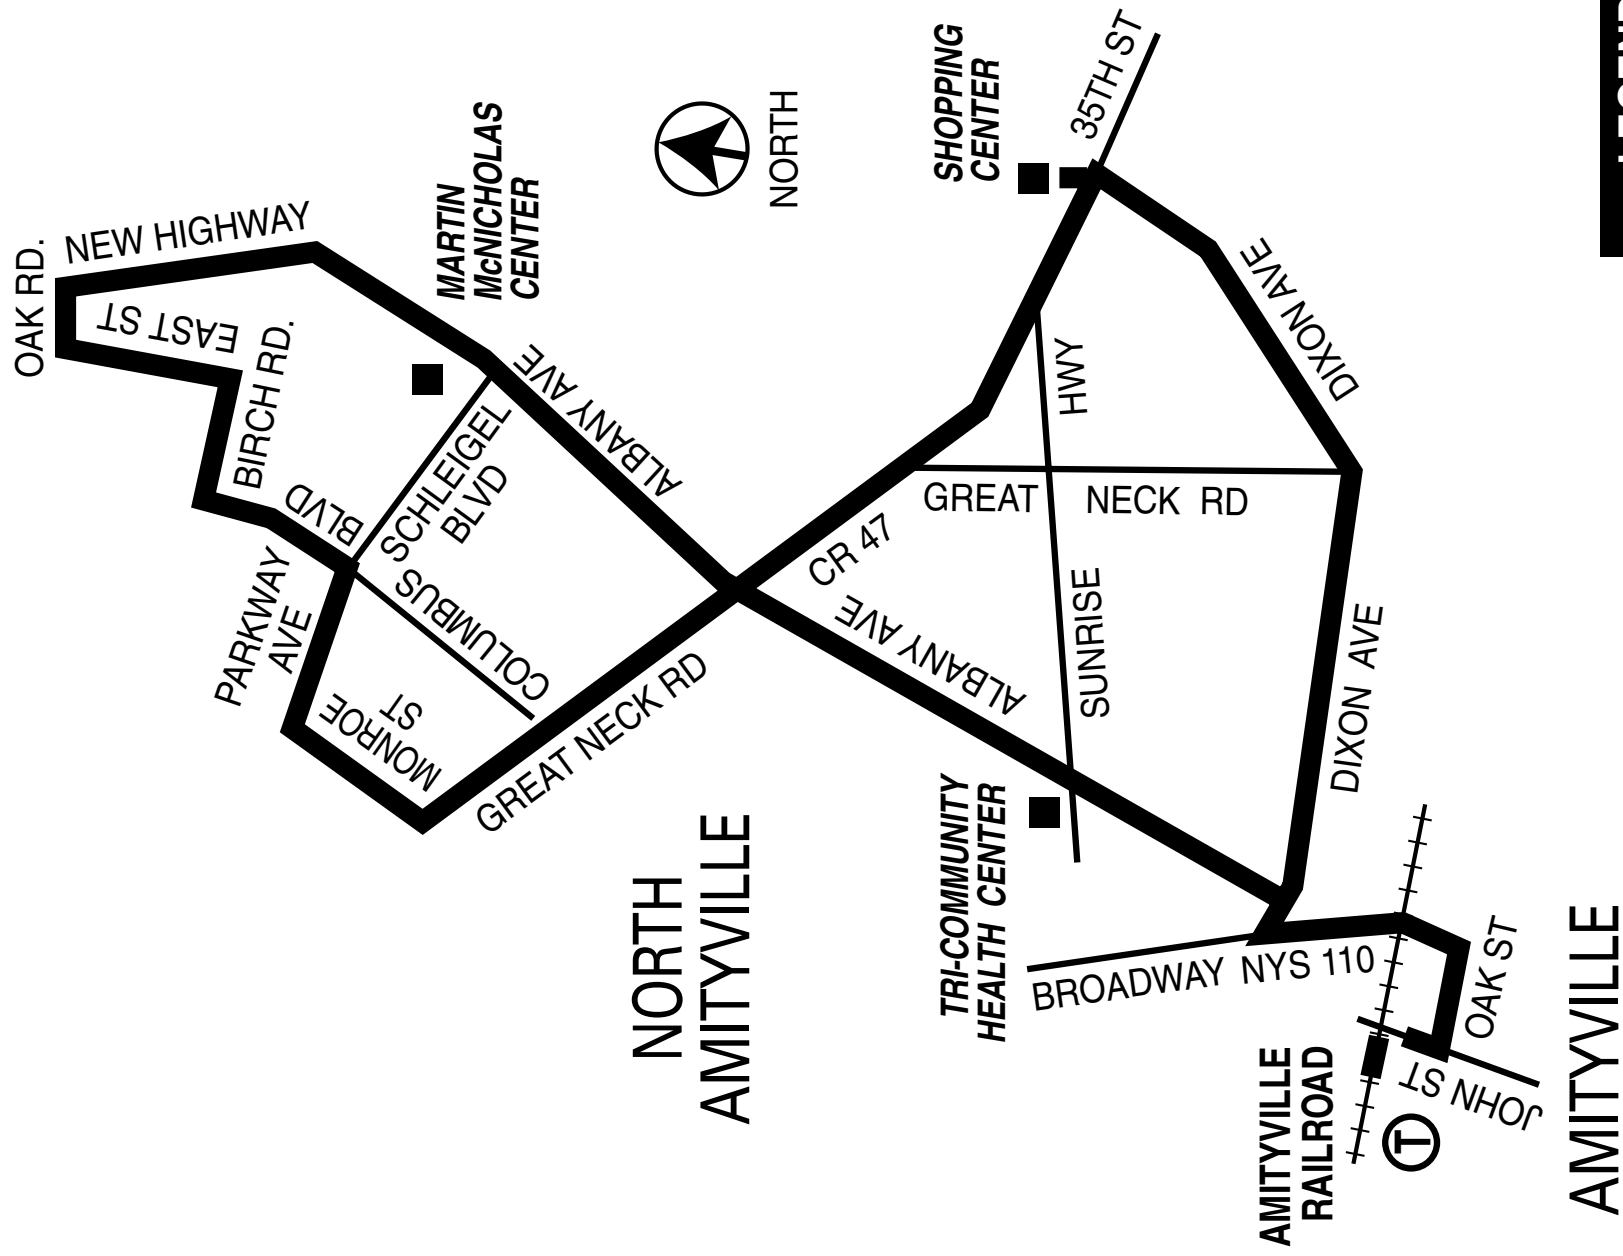 OAK RD.
NEW HIGHWAY
EAST ST
BIRCH RD.
MARTIN
McNICHOLAS
CENTER
NORTH
SHOPPING
CENTER
35TH ST
ALBANY AVE
SCHLEIGEL
BLVD
COLUMBUS BLVD
PARKWAY
AVE
MONROE
ST
GREAT NECK RD
CR 47
GREAT NECK RD
SUNRISE HWY
DIXON AVE
ALBANY AVE
DIXON AVE
NORTH
AMITYVILLE
TRI-COMMUNITY
HEALTH CENTER
BROADWAY NYS 110
OAK ST
JOHN ST
AMITYVILLE
RAILROAD
T
AMITYVILLE